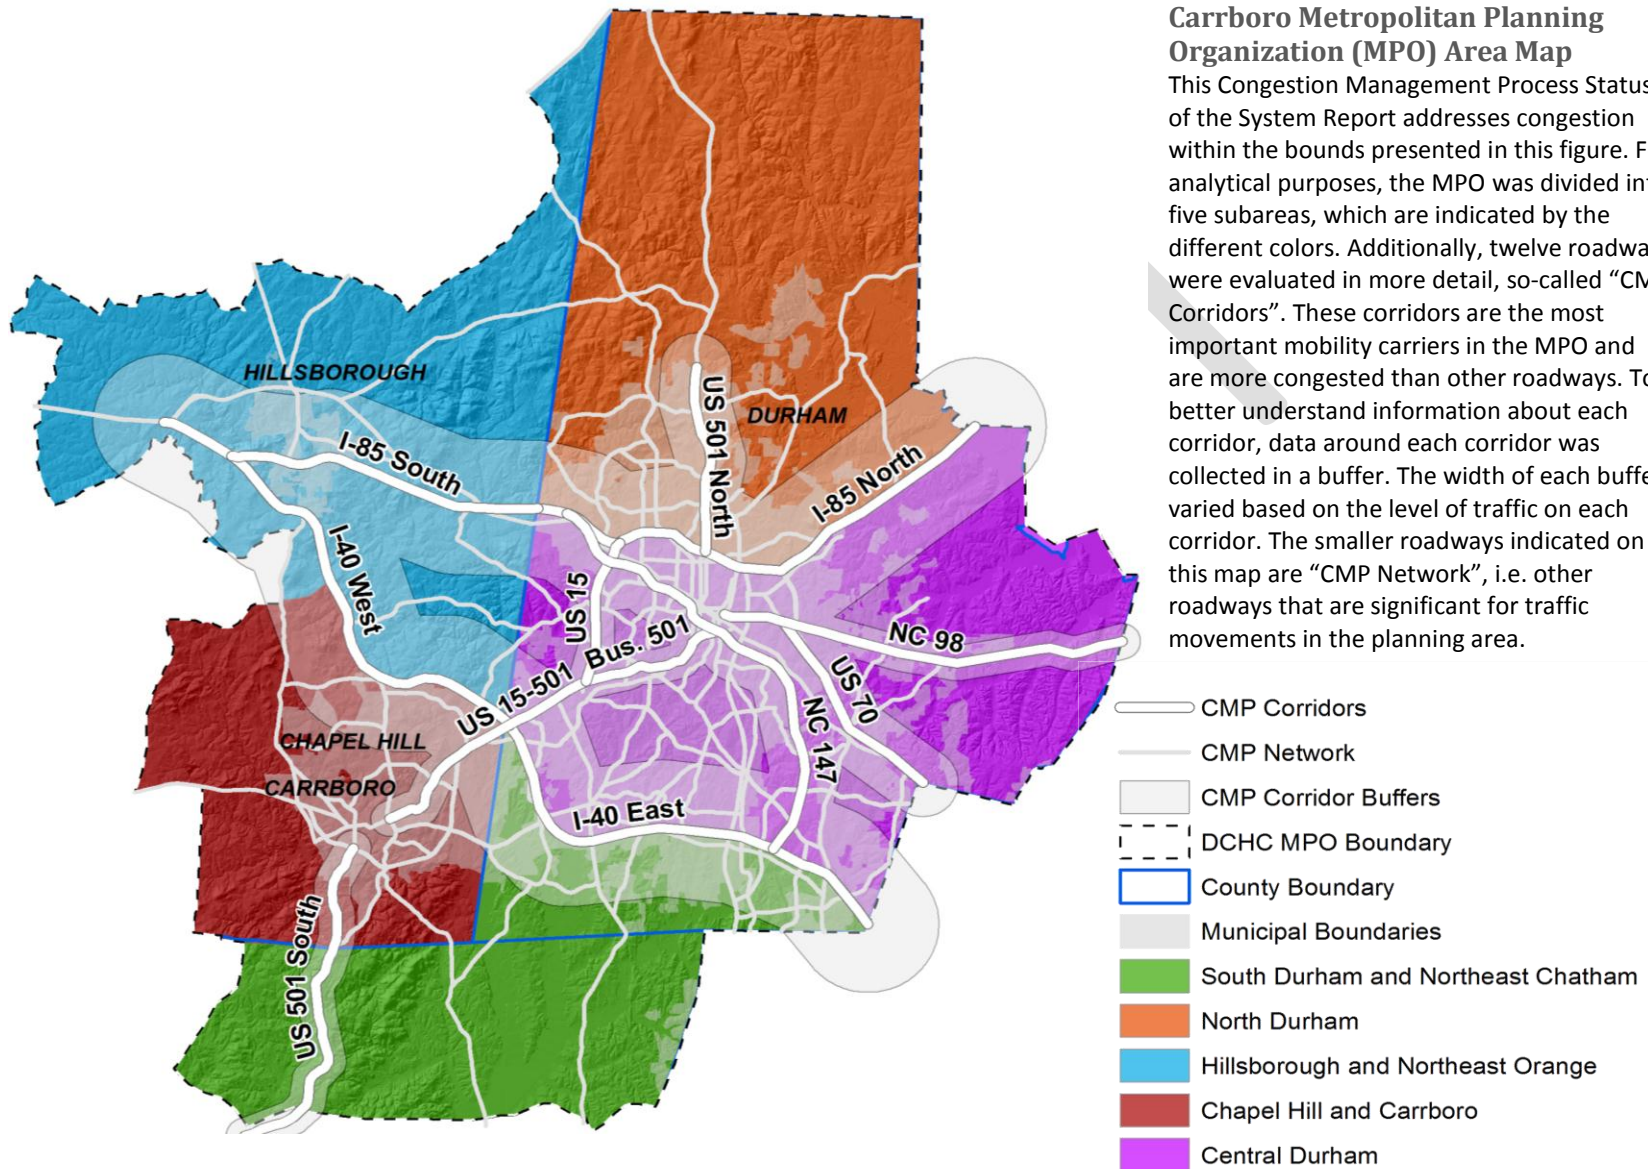 Carrboro Metropolitan Planning
Organization (MPO) Area Map
This Congestion Management Process Status
of the System Report addresses congestion
within the bounds presented in this figure. F
analytical purposes, the MPO was divided in
five subareas, which are indicated by the
different colors. Additionally, twelve roadwa
were evaluated in more detail, so-called “CM
Corridors”. These corridors are the most
important mobility carriers in the MPO and
are more congested than other roadways. To
better understand information about each
corridor, data around each corridor was
collected in a buffer. The width of each buffe
varied based on the level of traffic on each
corridor. The smaller roadways indicated on
this map are “CMP Network”, i.e. other
roadways that are significant for traffic
movements in the planning area.
HILLSBOROUGH
DURHAM
US 501 North
I-85 South
I-85 North
I-40 West
US 15
Bus. 501
NC 98
US 15-501
US 70
NC 147
CHAPEL HILL
CARRBORO
I-40 East
US 501 South
CMP Corridors
CMP Network
CMP Corridor Buffers
DCHC MPO Boundary
County Boundary
Municipal Boundaries
South Durham and Northeast Chatham
North Durham
Hillsborough and Northeast Orange
Chapel Hill and Carrboro
Central Durham